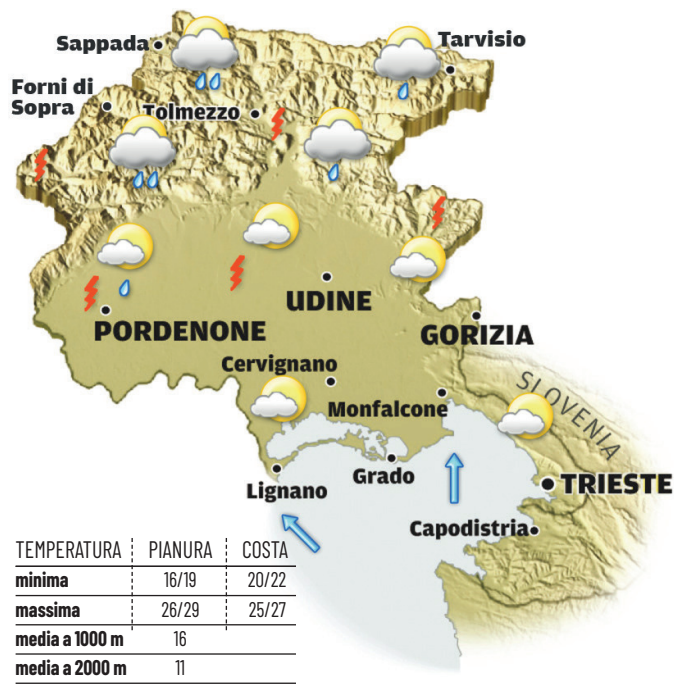 Sappada
Tarvisio
Forni di
Sopra
Tolmezzo
UDINE
PORDENONE
GORIZIA
Cervignano
SLOVENIA
Monfalcone
Grado
Lignano
TRIESTE
Capodistria
TEMPERATURA PIANURA COSTA
minima 16/19 20/22
massima 26/29 25/27
media a 1000 m 16
media a 2000 m 11